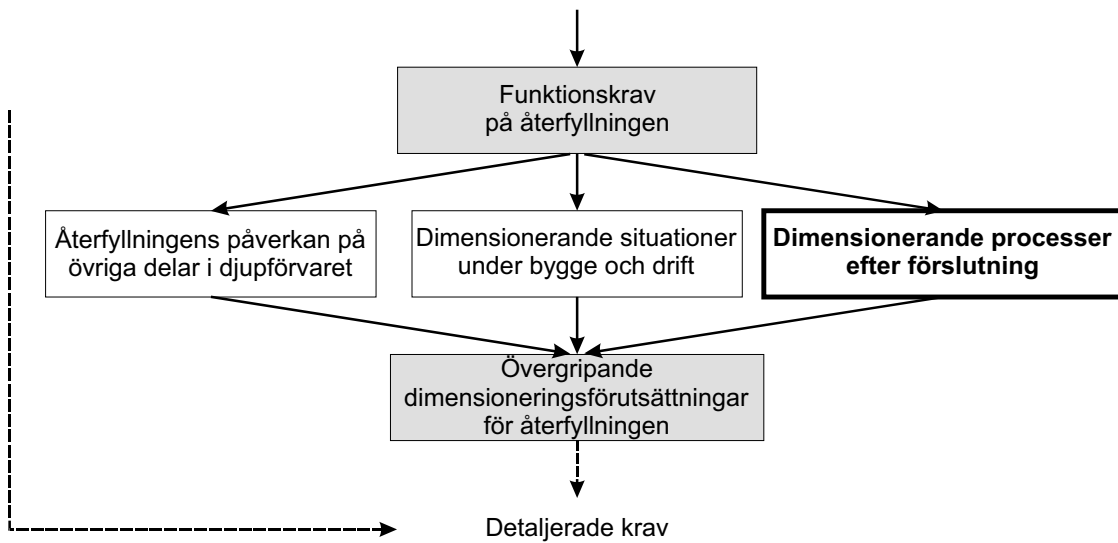 Funktionskrav
på återfyllningen
Återfyllningens påverkan på
övriga delar i djupförvaret
Dimensionerande situationer
under bygge och drift
Dimensionerande processer
efter förslutning
Övergripande
dimensioneringsförutsättningar
för återfyllningen
Detaljerade krav